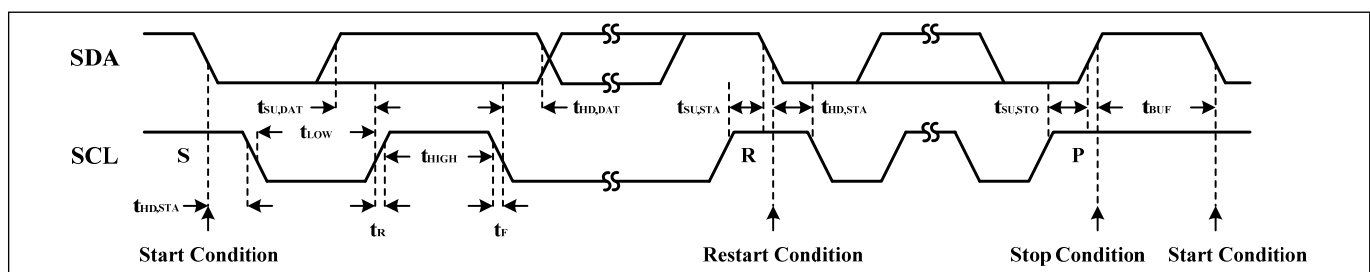 SDA
tSU,DAT
tHD,DAT
tSU,STA
tHD,STA
tSU,STO
tBUF
tLOW
SCL
S
tHIGH
R
P
tHD,STA
tR
tF
Start Condition
Restart Condition
Stop Condition
Start Condition